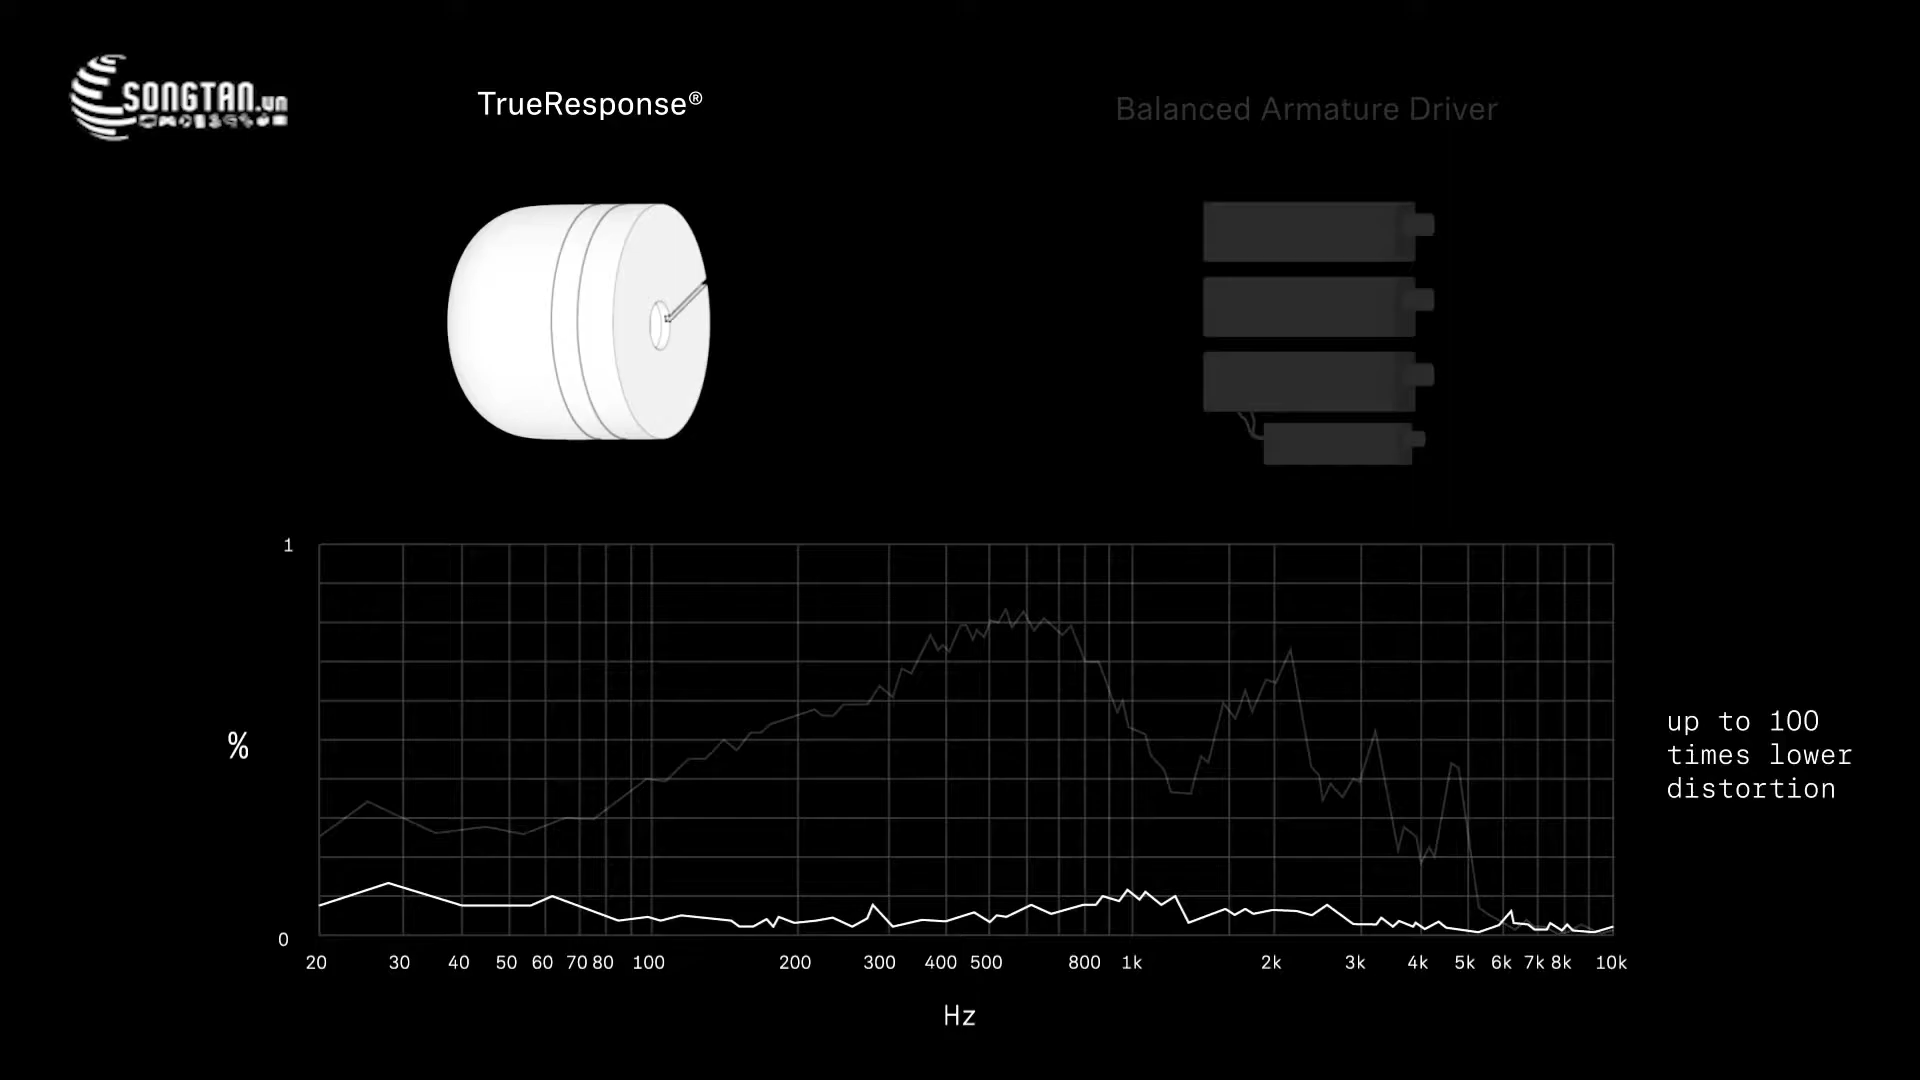 SONGTAN.vn
TrueResponse®
Balanced Armature Driver
1
%
0
up to 100
times lower
distortion
20 30 40 50 60 70 80 100 200 300 400 500 800 1k 2k 3k 4k 5k 6k 7k 8k 10k
Hz